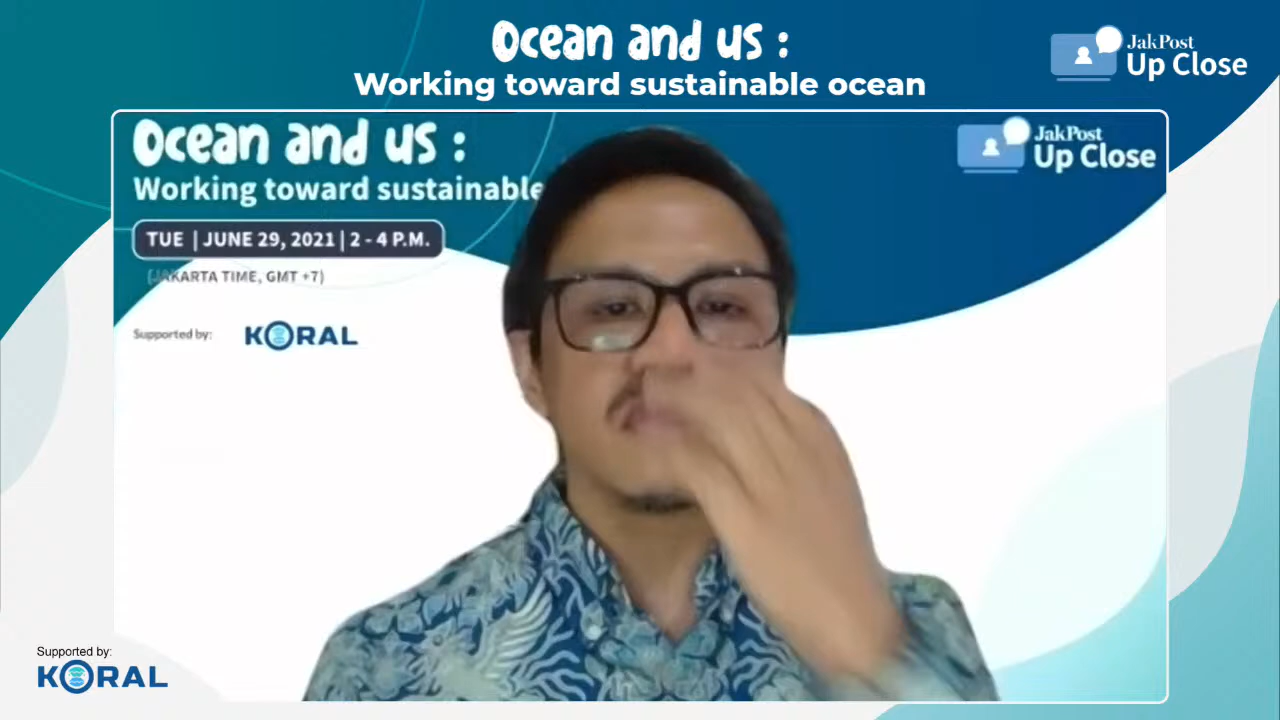 Ocean and us :
Working toward sustainable ocean
JakPost
Up Close
Ocean and us :
Working toward sustainable
JakPost
Up Close
TUE | JUNE 29, 2021 | 2 - 4 P.M.
(JAKARTA TIME, GMT +7)
Supported by:
KORAL
Supported by:
KORAL